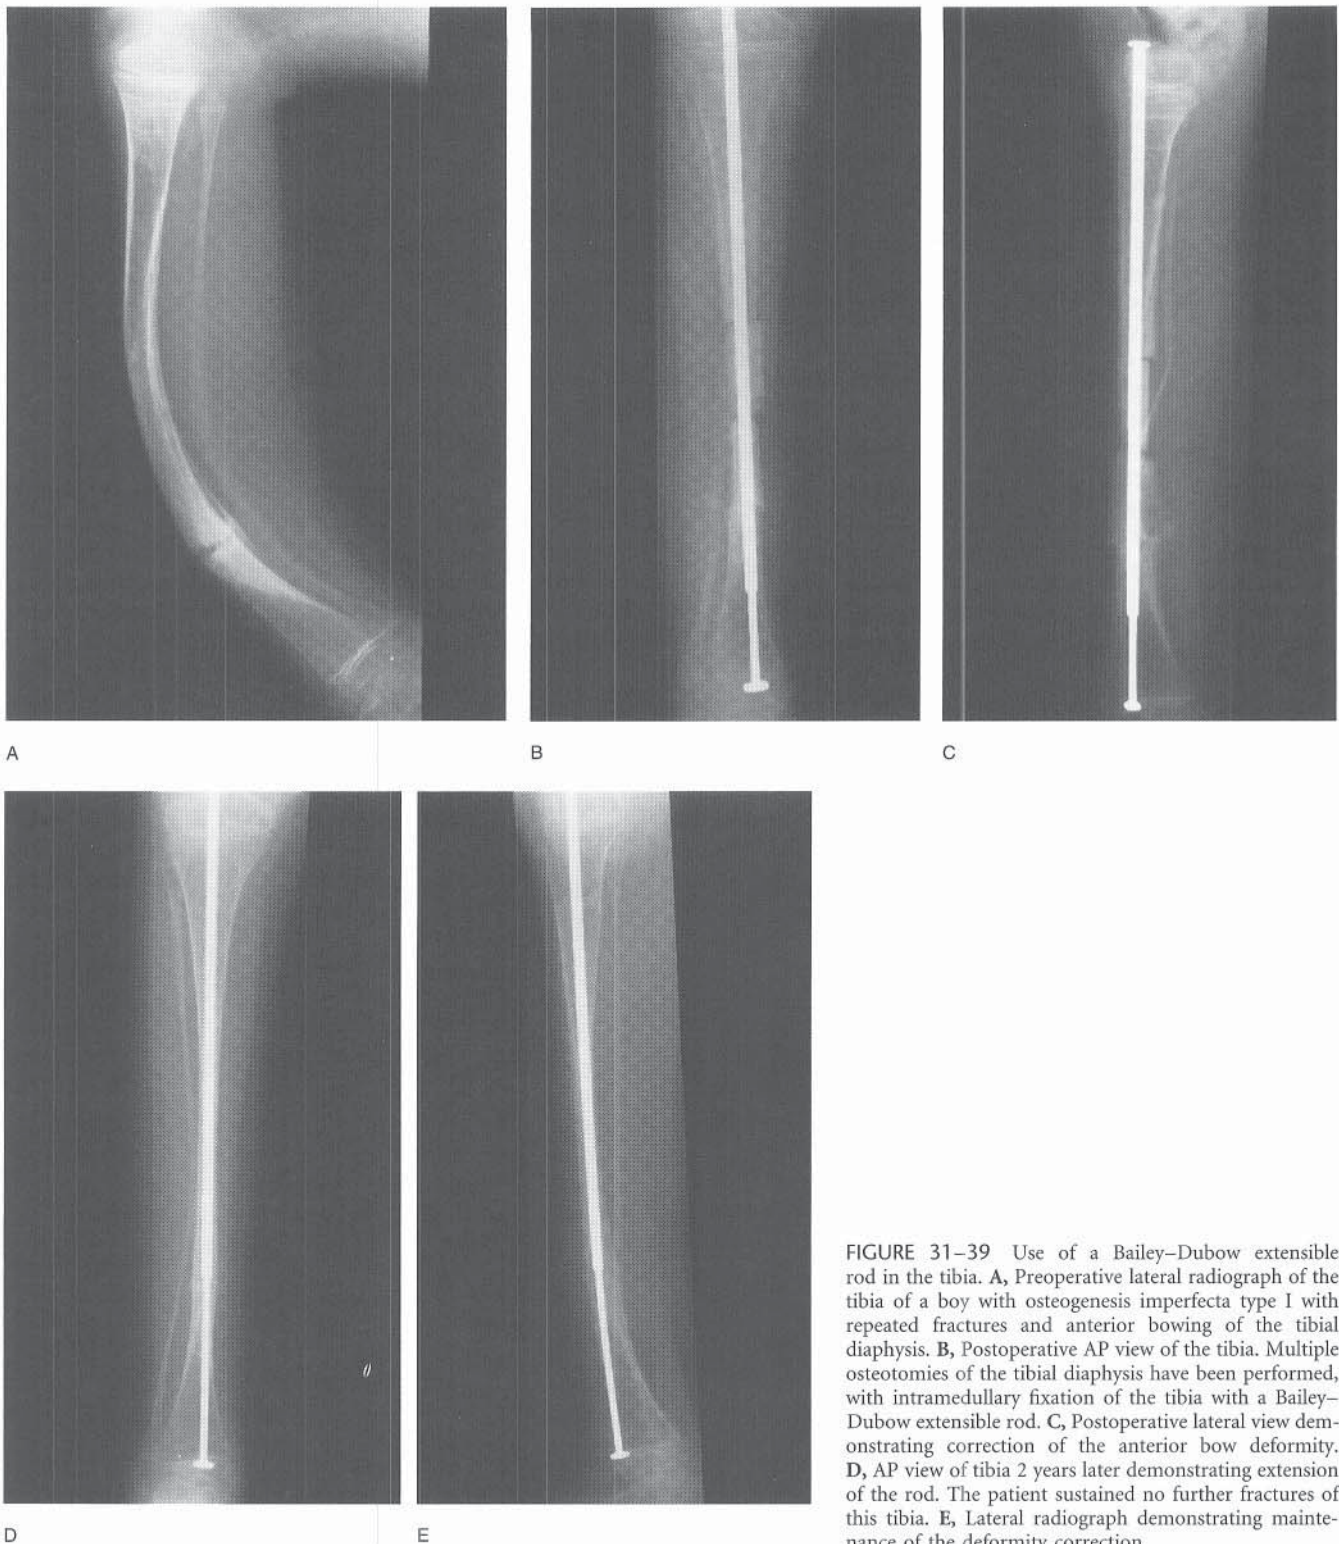 A
B
C
D
E
FIGURE 31–39 Use of a Bailey–Dubow extensible
rod in the tibia. A, Preoperative lateral radiograph of the
tibia of a boy with osteogenesis imperfecta type I with
repeated fractures and anterior bowing of the tibial
diaphysis. B, Postoperative AP view of the tibia. Multiple
osteotomies of the tibial diaphysis have been performed,
with intramedullary fixation of the tibia with a Bailey–
Dubow extensible rod. C, Postoperative lateral view dem-
onstrating correction of the anterior bow deformity.
D, AP view of tibia 2 years later demonstrating extension
of the rod. The patient sustained no further fractures of
this tibia. E, Lateral radiograph demonstrating mainte-
nance of the deformity correction.